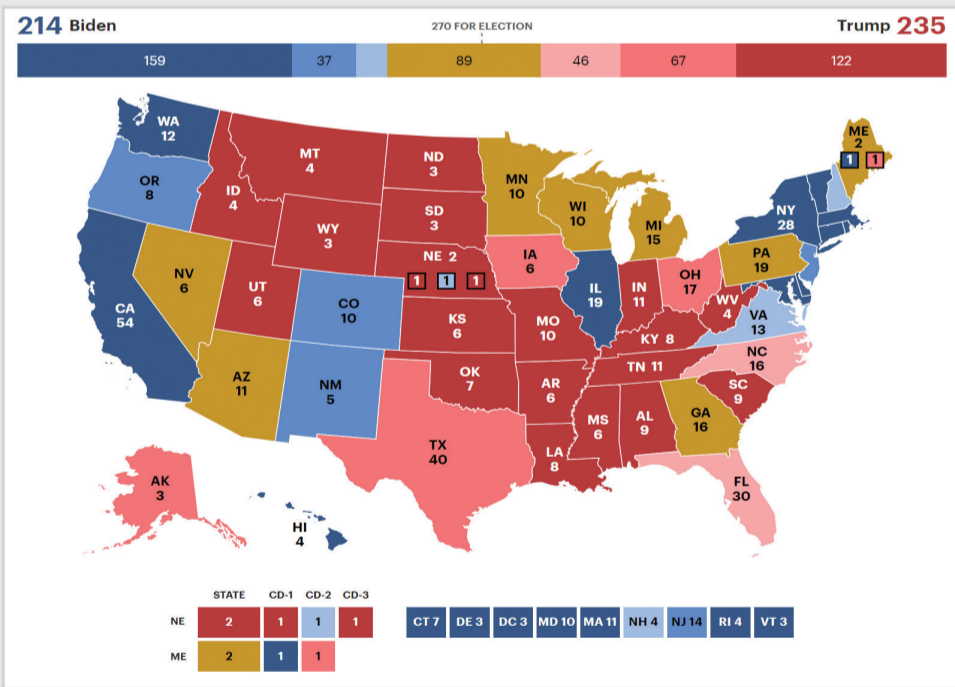 214 Biden
270 FOR ELECTION
Trump 235
159 37 89 46 67 122
WA
12
OR
8
CA
54
NV
6
ID
4
MT
4
WY
3
UT
6
AZ
11
CO
10
NM
5
ND
3
SD
3
NE 2
1 1 1
KS
6
OK
7
TX
40
MN
10
IA
6
MO
10
AR
6
LA
8
WI
10
IL
19
MI
15
IN
11
OH
17
KY 8
TN 11
MS
6
AL
9
GA
16
FL
30
SC
9
NC
16
VA
13
WV
4
PA
19
NY
28
ME
2
1 1
AK
3
HI
4
STATE CD-1 CD-2 CD-3
NE 2 1 1 1
ME 2 1 1
CT 7 DE 3 DC 3 MD 10 MA 11 NH 4 NJ 14 RI 4 VT 3